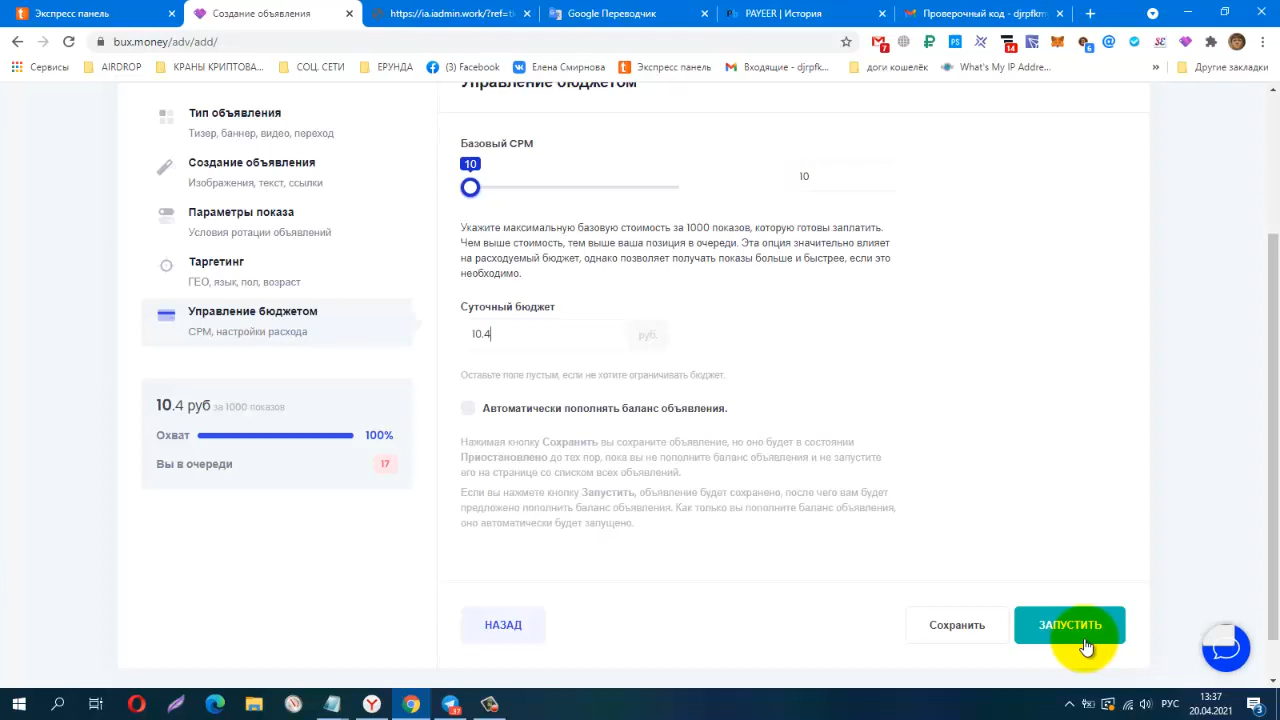 Экспресс панель
Создание объявления
https://ia.iadmin.work/?ref=t
Google Переводчик
PAYEER | История
Проверочный код - djrpfkm
bux.money/adv/add/
7
14
6
Сервисы
AIRDROP
КРАНЫ КРИПТОВА...
СОЦ. СЕТИ
ЕРУНДА
(3) Facebook
Елена Смирнова
Экспресс панель
Входящие - djrpfk...
доги кошелёк
What's My IP Addre...
»
Другие закладки
Тип объявления
Тизер, баннер, видео, переход
Создание объявления
Изображения, текст, ссылки
Параметры показа
Условия ротации объявлений
Таргетинг
ГЕО, язык, пол, возраст
Управление бюджетом
CPM, настройки расхода
10.4 руб за 1000 показов
Охват 100%
Вы в очереди 17
Управление бюджетом
Базовый CPM
10
10
Укажите максимальную базовую стоимость за 1000 показов, которую готовы заплатить.
Чем выше стоимость, тем выше ваша позиция в очереди. Эта опция значительно влияет
на расходуемый бюджет, однако позволяет получать показы больше и быстрее, если это
необходимо.
Суточный бюджет
10.4 руб.
Оставьте поле пустым, если не хотите ограничивать бюджет.
Автоматически пополнять баланс объявления.
Нажимая кнопку Сохранить вы сохраните объявление, но оно будет в состоянии
Приостановлено до тех пор, пока вы не пополните баланс объявления и не запустите
его на странице со списком всех объявлений.
Если вы нажмете кнопку Запустить, объявление будет сохранено, после чего вам будет
предложено пополнить баланс объявления. Как только вы пополните баланс объявления,
оно автоматически будет запущено.
НАЗАД
Сохранить
ЗАПУСТИТЬ
РУС
13:37
20.04.2021
3